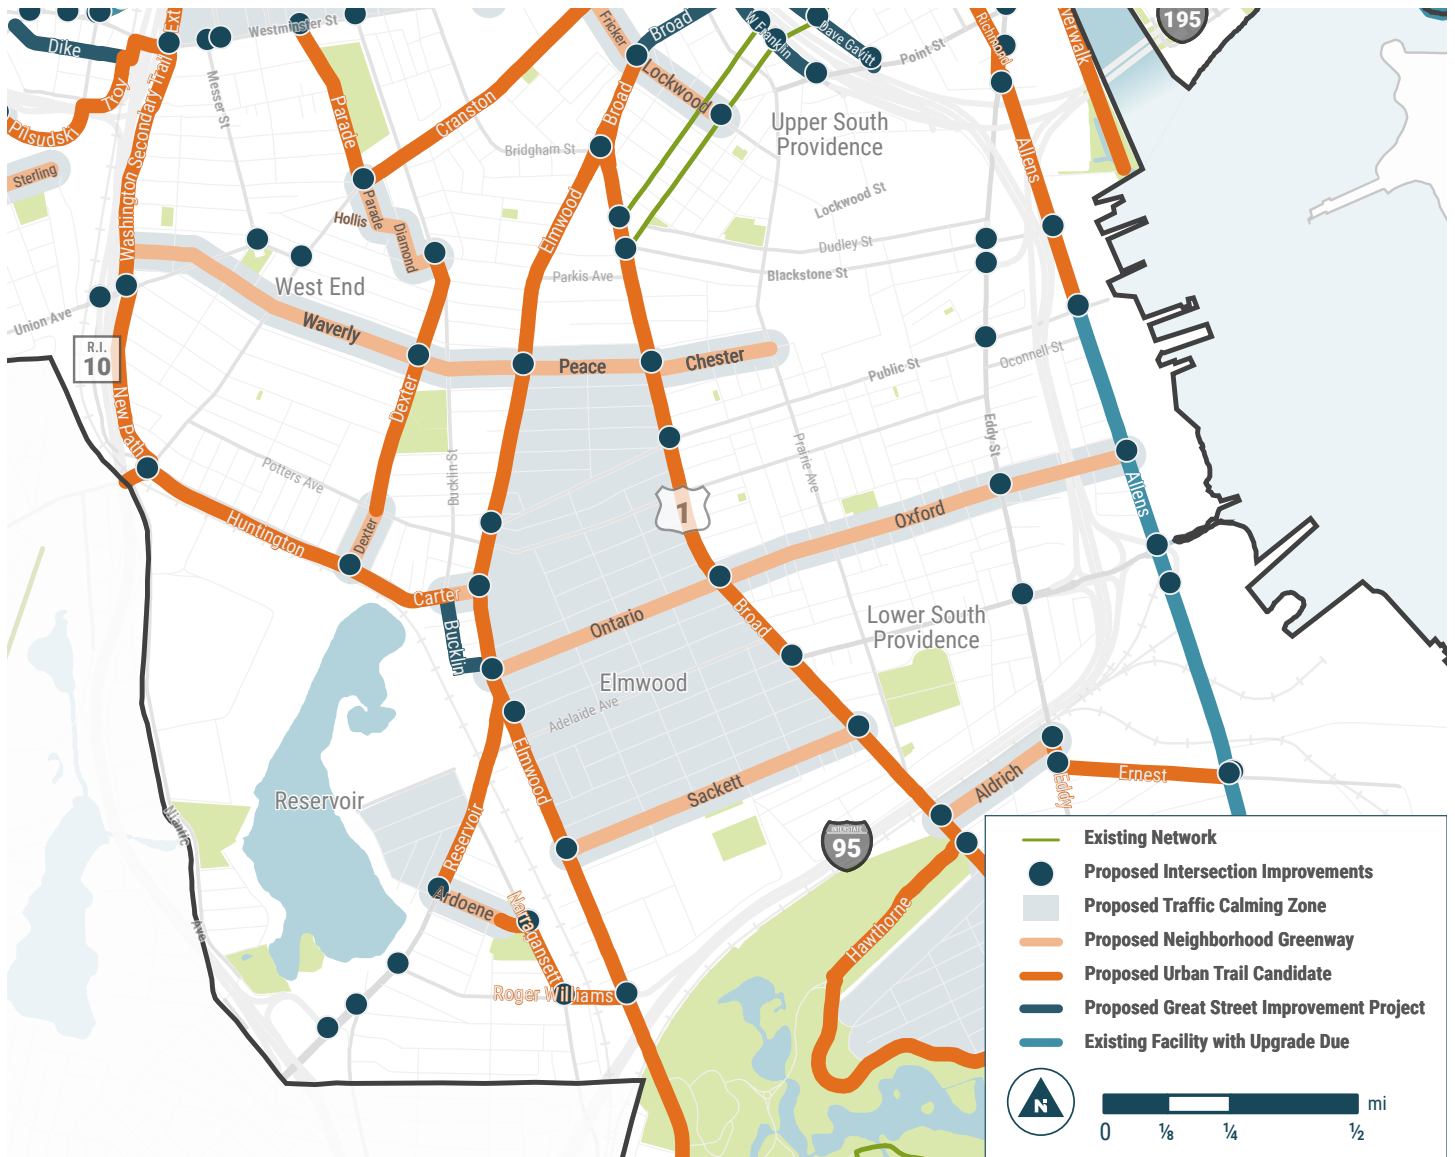 Dike
Troy
Pilsudski
Sterling
Washington Secondary Trail Ext
Messer St
Westminster St
Parade
Cranston
Fricker
Broad
Lockwood
W Franklin
Dave Gavitt
Point St
Richmond
195
Broad
Upper South
Providence
Bridgham St
Elmwood
Allens
Lockwood St
Dudley St
Blackstone St
Parkis Ave
Hollis
Parade
Diamond
West End
Union Ave
R.I.
10
Waverly
Peace
Chester
Public St
Oconnell St
New Path
Dexter
Bucklin St
Potters Ave
Prairie Ave
Eddy St
Allens
1
Oxford
Huntington
Dexter
Carter
Bucklin
Ontario
Broad
Lower South
Providence
Elmwood
Adelaide Ave
Elmwood
Sackett
Aldrich
Eddy
Ernest
Reservoir
Niantic
Ave
Reservoir
INTERSTATE
95
Ardoene
Narragansett
Roger Williams
Hawthorne
Existing Network
Proposed Intersection Improvements
Proposed Traffic Calming Zone
Proposed Neighborhood Greenway
Proposed Urban Trail Candidate
Proposed Great Street Improvement Project
Existing Facility with Upgrade Due
N
mi
0
⅛
¼
½